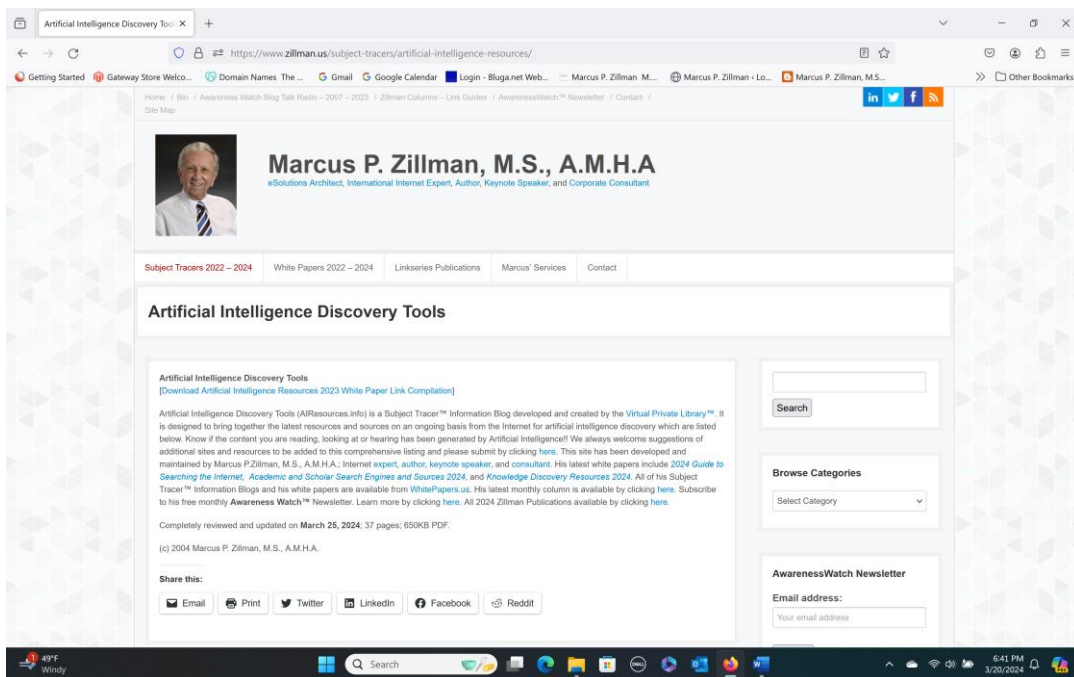 Artificial Intelligence Discovery Tool
https://www.zillman.us/subject-tracers/artificial-intelligence-resources/
Getting Started Gateway Store Welco... Domain Names The ... Gmail Google Calendar Login - Bluga.net Web... Marcus P. Zillman M... Marcus P. Zillman ‹ Lo... Marcus P. Zillman, M.S... Other Bookmarks
Home / Bio / Awareness Watch Blog Talk Radio – 2007 – 2023 / Zillman Columns – Link Guides / AwarenessWatch™ Newsletter / Contact /
Site Map
Marcus P. Zillman, M.S., A.M.H.A
eSolutions Architect, International Internet Expert, Author, Keynote Speaker, and Corporate Consultant
Subject Tracers 2022 – 2024 White Papers 2022 – 2024 Linkseries Publications Marcus' Services Contact
Artificial Intelligence Discovery Tools
Artificial Intelligence Discovery Tools
[Download Artificial Intelligence Resources 2023 White Paper Link Compilation]
Artificial Intelligence Discovery Tools (AIResources.info) is a Subject Tracer™ Information Blog developed and created by the Virtual Private Library™. It
is designed to bring together the latest resources and sources on an ongoing basis from the Internet for artificial intelligence discovery which are listed
below. Know if the content you are reading, looking at or hearing has been generated by Artificial Intelligence!! We always welcome suggestions of
additional sites and resources to be added to this comprehensive listing and please submit by clicking here. This site has been developed and
maintained by Marcus P.Zillman, M.S., A.M.H.A.; Internet expert, author, keynote speaker, and consultant. His latest white papers include 2024 Guide to
Searching the Internet, Academic and Scholar Search Engines and Sources 2024, and Knowledge Discovery Resources 2024. All of his Subject
Tracer™ Information Blogs and his white papers are available from WhitePapers.us. His latest monthly column is available by clicking here. Subscribe
to his free monthly Awareness Watch™ Newsletter. Learn more by clicking here. All 2024 Zillman Publications available by clicking here.
Completely reviewed and updated on March 25, 2024; 37 pages; 650KB PDF.
(c) 2004 Marcus P. Zillman, M.S., A.M.H.A.
Share this:
Email Print Twitter LinkedIn Facebook Reddit
Search
Browse Categories
Select Category
AwarenessWatch Newsletter
Email address:
Your email address
1
49°F
Windy
Search
6:41 PM
3/20/2024